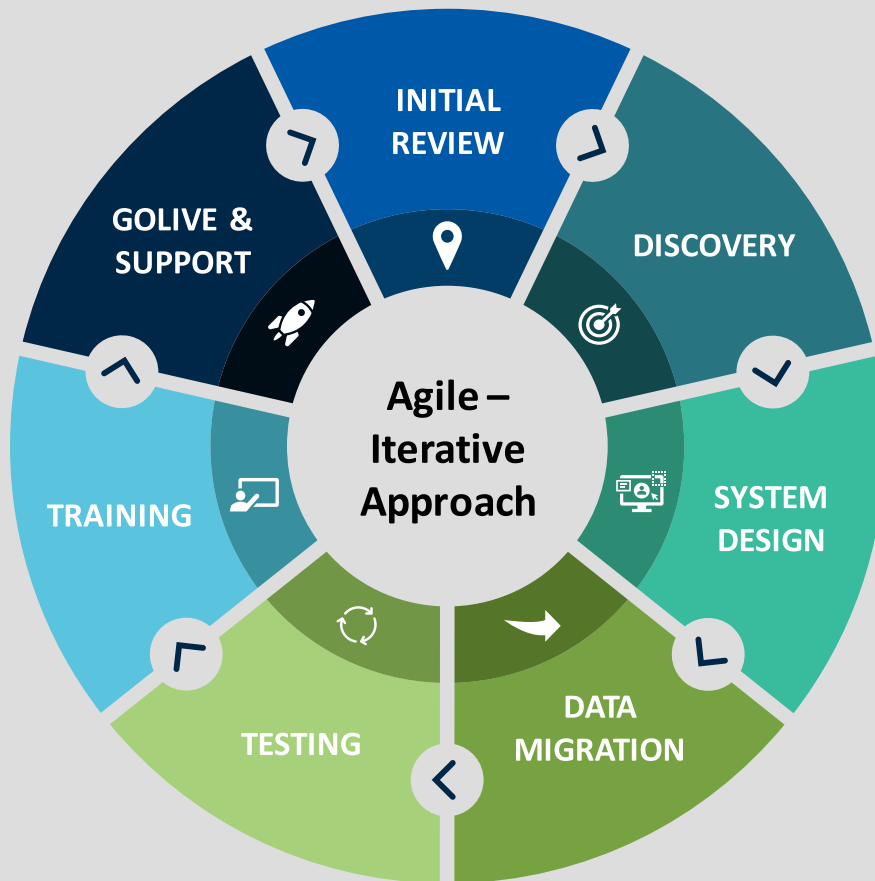 INITIAL
REVIEW
DISCOVERY
SYSTEM
DESIGN
DATA
MIGRATION
TESTING
TRAINING
GOLIVE &
SUPPORT
Agile –
Iterative
Approach